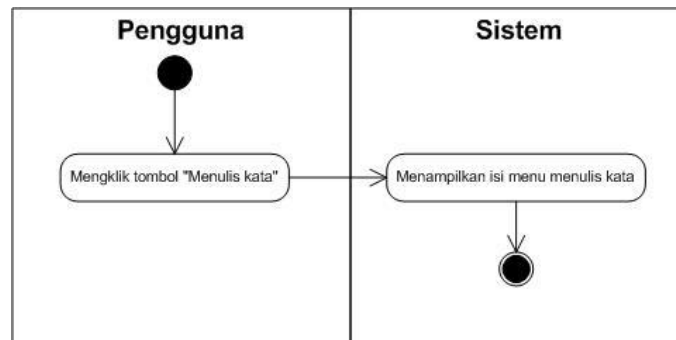 Pengguna
Sistem
Mengklik tombol "Menulis kata"
Menampilkan isi menu menulis kata